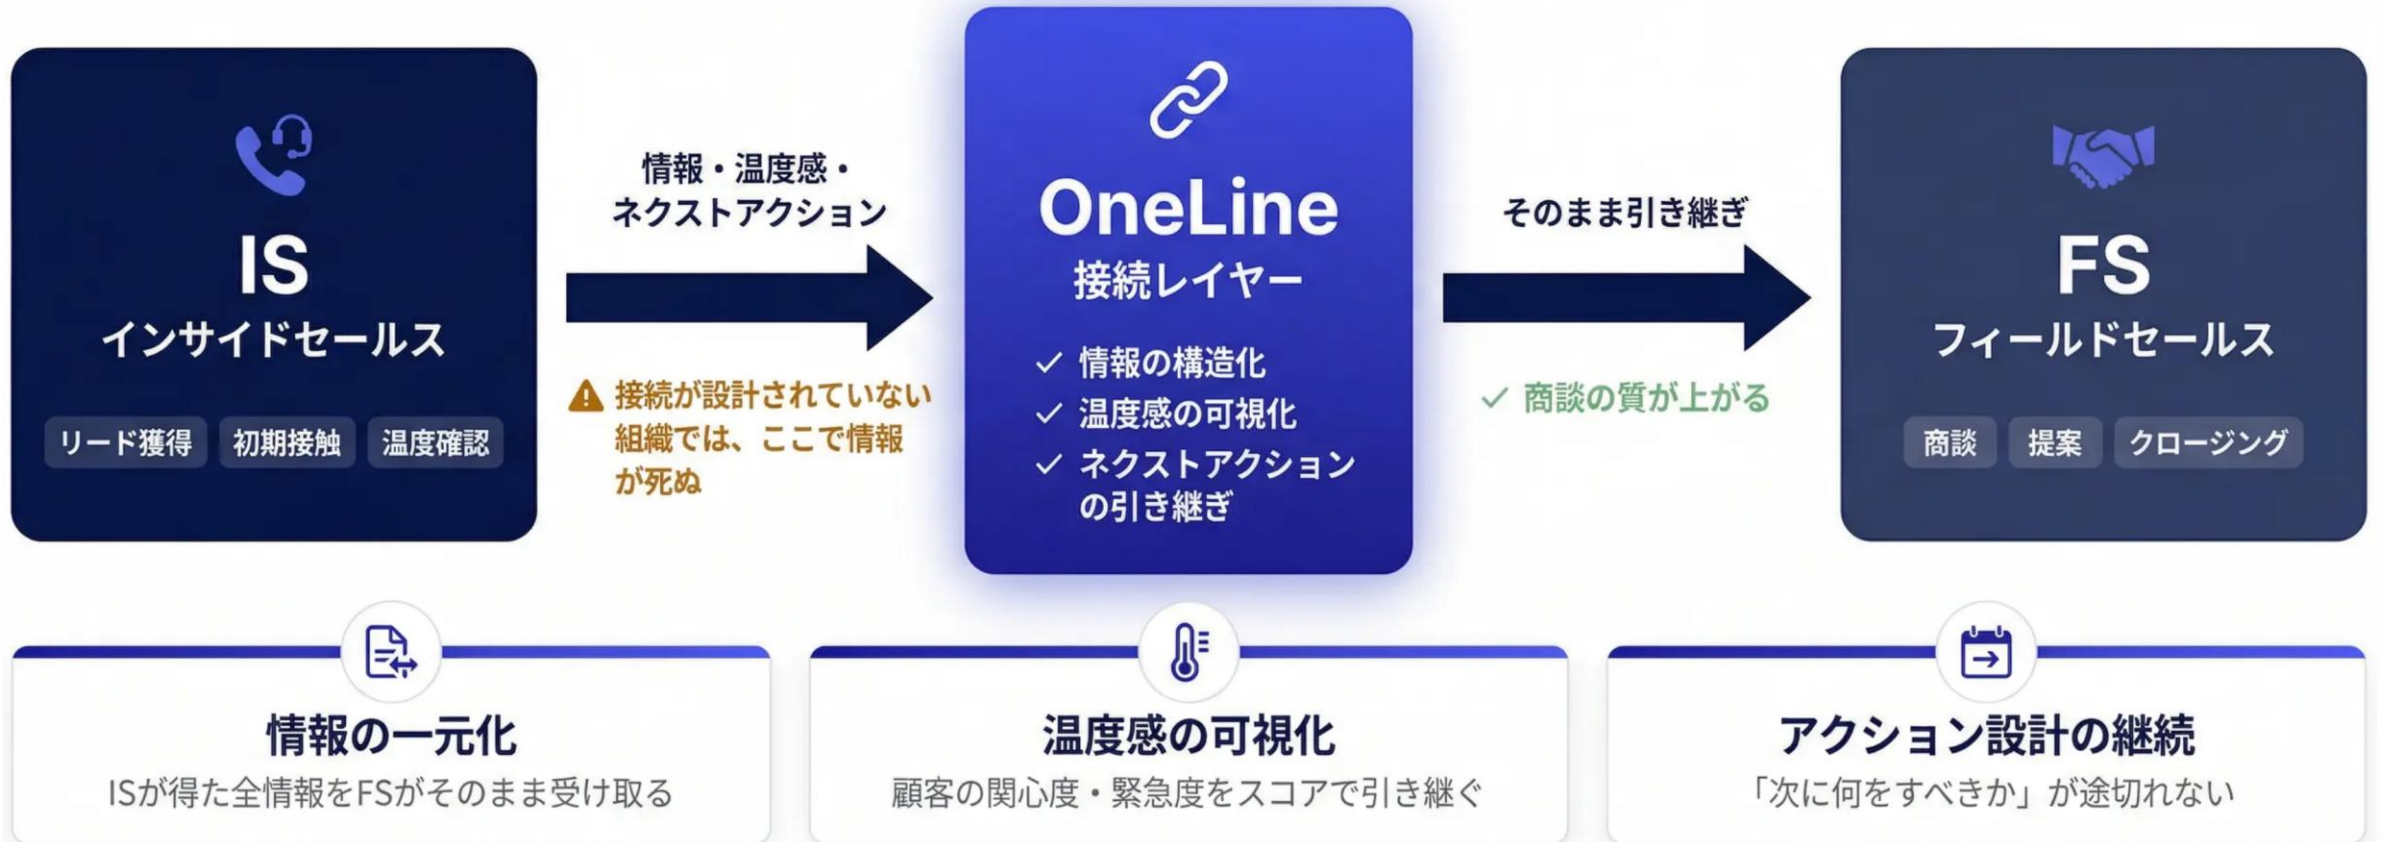 IS
インサイドセールス
リード獲得
初期接触
温度確認
情報・温度感・
ネクストアクション
接続が設計されていない
組織では、ここで情報
が死ぬ
OneLine
接続レイヤー
情報の構造化
温度感の可視化
ネクストアクション
の引き継ぎ
そのまま引き継ぎ
商談の質が上がる
FS
フィールドセールス
商談
提案
クロージング
情報の一元化
ISが得た全情報をFSがそのまま受け取る
温度感の可視化
顧客の関心度・緊急度をスコアで引き継ぐ
アクション設計の継続
「次に何をすべきか」が途切れない